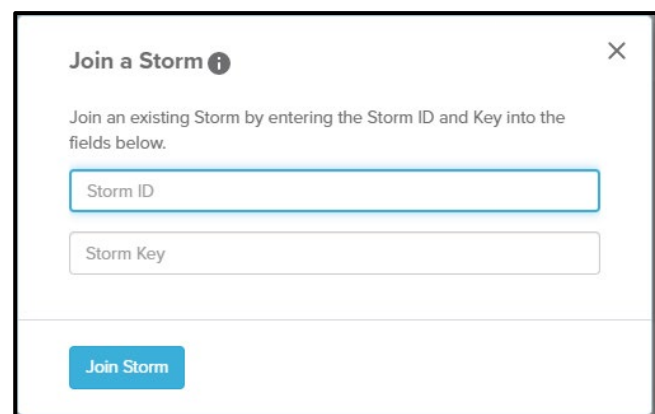 Join a Storm
Join an existing Storm by entering the Storm ID and Key into the
fields below.
Storm ID
Storm Key
Join Storm